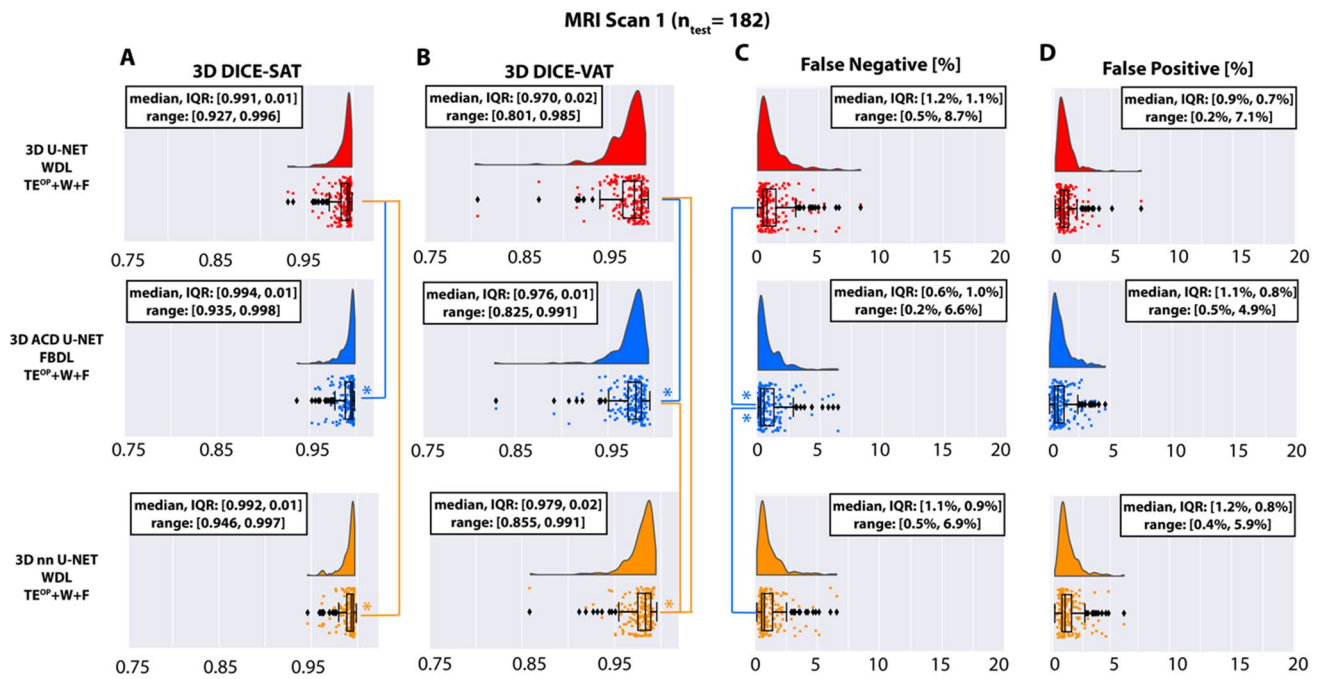 MRI Scan 1 (n_test= 182)
A
3D DICE-SAT
B
3D DICE-VAT
C
False Negative [%]
D
False Positive [%]
3D U-NET
WDL
TE^OP+W+F
median, IQR: [0.991, 0.01]
range: [0.927, 0.996]
median, IQR: [0.970, 0.02]
range: [0.801, 0.985]
median, IQR: [1.2%, 1.1%]
range: [0.5%, 8.7%]
median, IQR: [0.9%, 0.7%]
range: [0.2%, 7.1%]
0.75 0.85 0.95
0.75 0.85 0.95
0 5 10 15 20
0 5 10 15 20
3D ACD U-NET
FBDL
TE^OP+W+F
median, IQR: [0.994, 0.01]
range: [0.935, 0.998]
median, IQR: [0.976, 0.01]
range: [0.825, 0.991]
median, IQR: [0.6%, 1.0%]
range: [0.2%, 6.6%]
median, IQR: [1.1%, 0.8%]
range: [0.5%, 4.9%]
*
*
*
*
0.75 0.85 0.95
0.75 0.85 0.95
0 5 10 15 20
0 5 10 15 20
3D nn U-NET
WDL
TE^OP+W+F
median, IQR: [0.992, 0.01]
range: [0.946, 0.997]
median, IQR: [0.979, 0.02]
range: [0.855, 0.991]
median, IQR: [1.1%, 0.9%]
range: [0.5%, 6.9%]
median, IQR: [1.2%, 0.8%]
range: [0.4%, 5.9%]
*
*
0.75 0.85 0.95
0.75 0.85 0.95
0 5 10 15 20
0 5 10 15 20